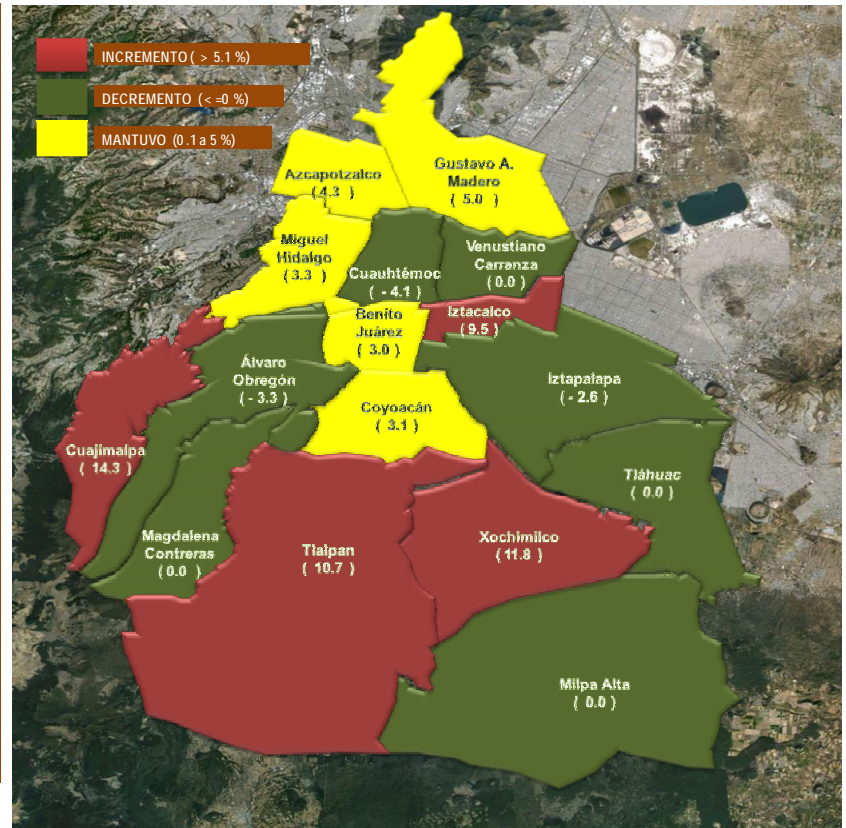 INCREMENTO ( > 5.1 %)
DECREMENTO (< =0 %)
MANTUVO (0.1 a 5 %)
Gustavo A.
Madero
( 5.0 )
Azcapotzalco
( 4.3 )
Miguel
Hidalgo
( 3.3 )
Cuauhtémoc
( - 4.1 )
Venustiano
Carranza
( 0.0 )
Benito
Juárez
( 3.0 )
Iztacalco
( 9.5 )
Álvaro
Obregón
( - 3.3 )
Iztapalapa
( - 2.6 )
Coyoacán
( 3.1 )
Cuajimalpa
( 14.3 )
Tláhuac
( 0.0 )
Magdalena
Contreras
( 0.0 )
Tlalpan
( 10.7 )
Xochimilco
( 11.8 )
Milpa Alta
( 0.0 )